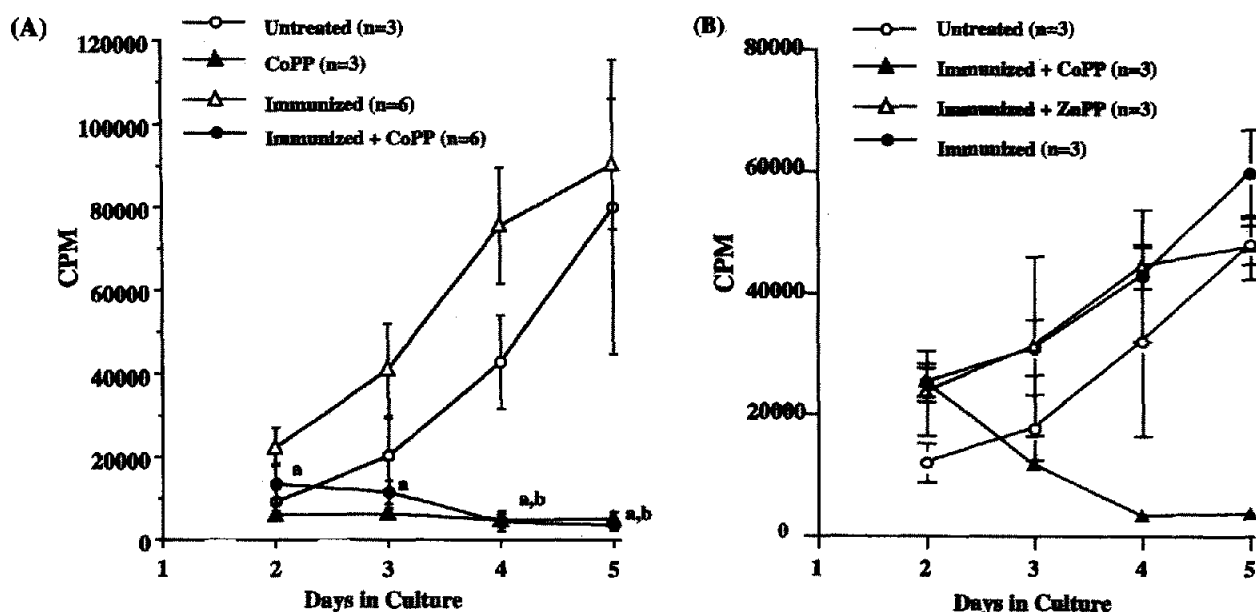 (A)
Untreated (n=3)
CoPP (n=3)
Immunized (n=6)
Immunized + CoPP (n=6)
120000
100000
80000
60000
40000
20000
0
CPM
a
a
a,b
a,b
1 2 3 4 5
Days in Culture
(B)
Untreated (n=3)
Immunized + CoPP (n=3)
Immunized + ZnPP (n=3)
Immunized (n=3)
80000
60000
40000
20000
0
CPM
1 2 3 4 5
Days in Culture